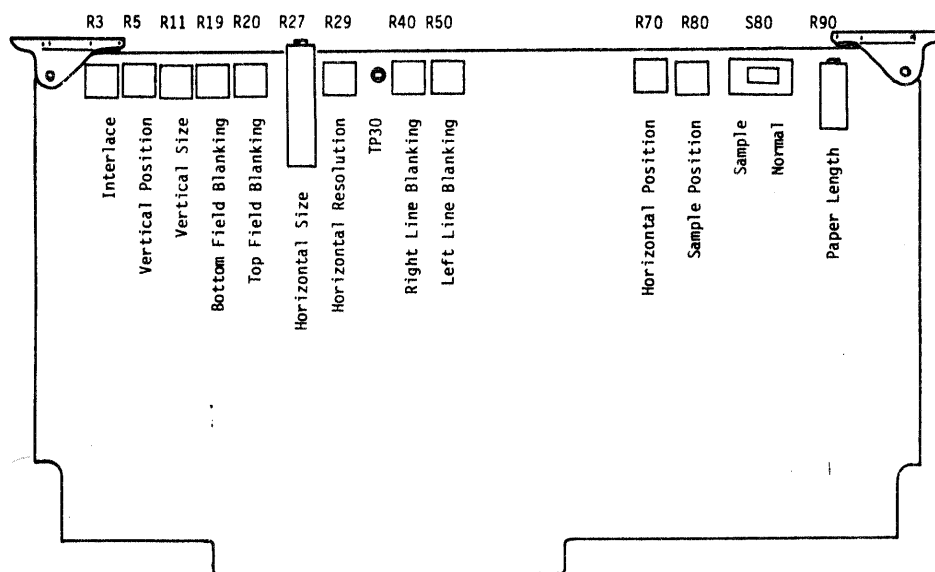 R3 R5 R11 R19 R20 R27 R29 R40 R50 R70 R80 S80 R90
Interlace
Vertical Position
Vertical Size
Bottom Field Blanking
Top Field Blanking
Horizontal Size
Horizontal Resolution
TP30
Right Line Blanking
Left Line Blanking
Horizontal Position
Sample Position
Sample
Normal
Paper Length